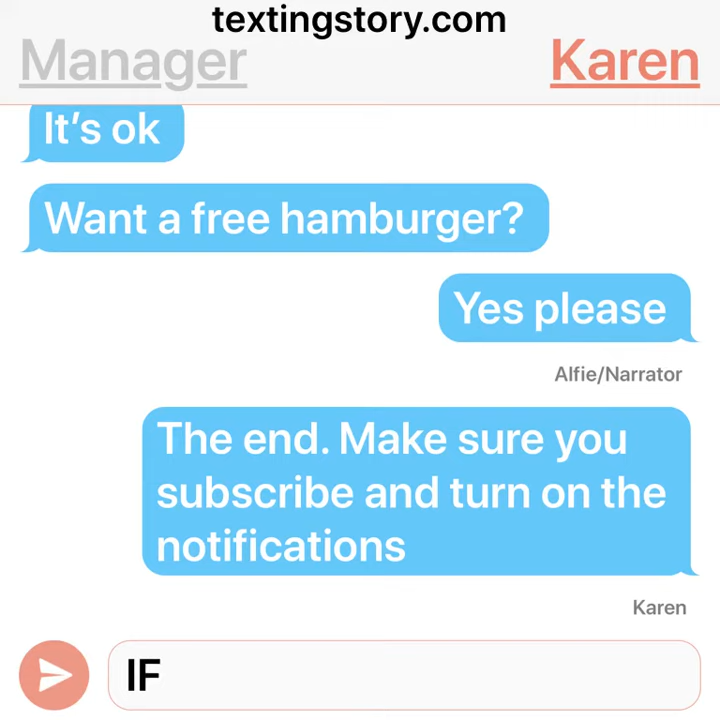 textingstory.com
Manager
Karen
It's ok
Want a free hamburger?
Yes please
Alfie/Narrator
The end. Make sure you
subscribe and turn on the
notifications
Karen
IF